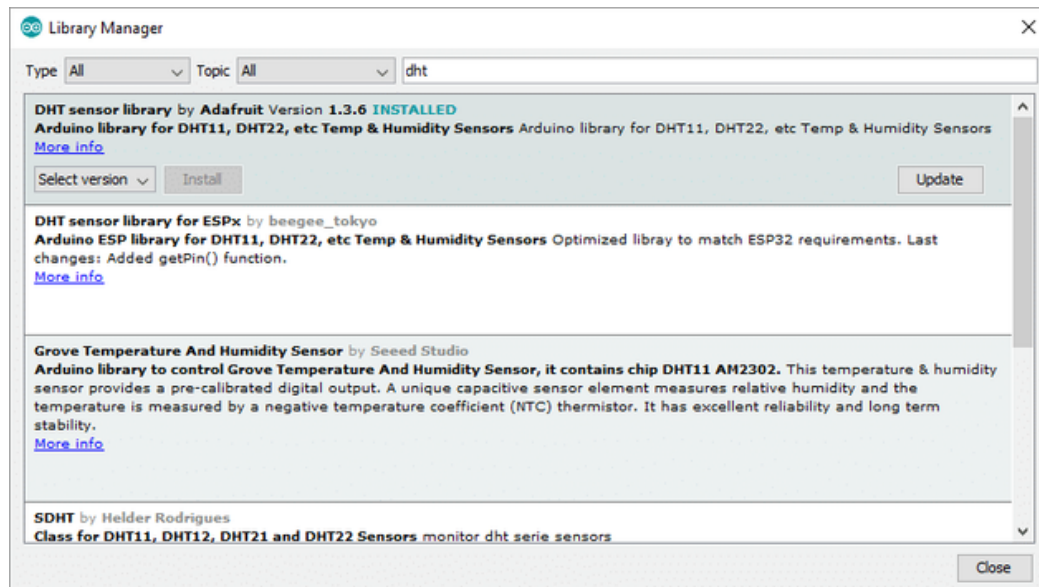 Library Manager
Type All Topic All dht
DHT sensor library by Adafruit Version 1.3.6 INSTALLED
Arduino library for DHT11, DHT22, etc Temp & Humidity Sensors Arduino library for DHT11, DHT22, etc Temp & Humidity Sensors
More info
Select version Install Update
DHT sensor library for ESPx by beegee_tokyo
Arduino ESP library for DHT11, DHT22, etc Temp & Humidity Sensors Optimized libray to match ESP32 requirements. Last
changes: Added getPin() function.
More info
Grove Temperature And Humidity Sensor by Seeed Studio
Arduino library to control Grove Temperature And Humidity Sensor, it contains chip DHT11 AM2302. This temperature & humidity
sensor provides a pre-calibrated digital output. A unique capacitive sensor element measures relative humidity and the
temperature is measured by a negative temperature coefficient (NTC) thermistor. It has excellent reliability and long term
stability.
More info
SDHT by Helder Rodrigues
Class for DHT11, DHT12, DHT21 and DHT22 Sensors monitor dht serie sensors
Close